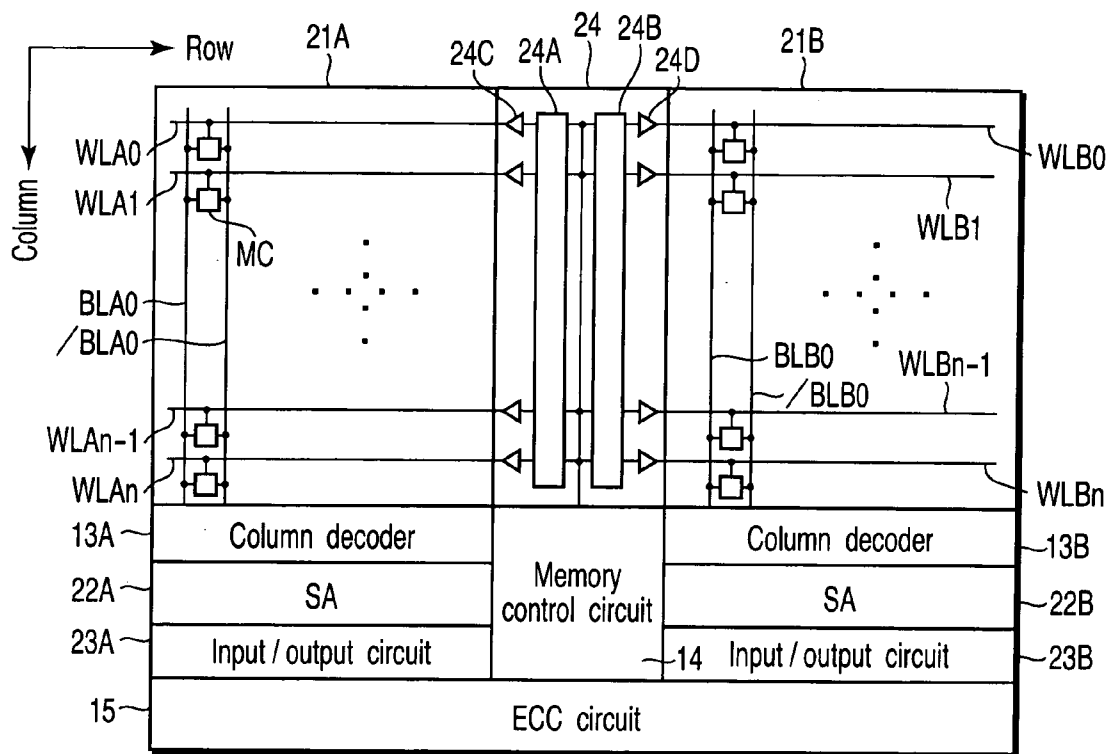 24 24B
21A 24A 21B
Row 24C 24D
Column
WLA0 WLB0
WLA1 WLB1
MC
BLA0
/BLA0 BLB0 WLBn-1
/BLB0
WLAn-1
WLAn WLBn
13A Column decoder Column decoder 13B
Memory
control circuit
22A SA SA 22B
23A Input / output circuit 14 Input / output circuit 23B
15 ECC circuit